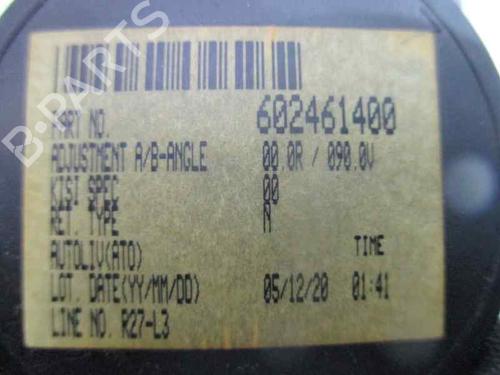 B-PARTS
PART NO. 602461400
ADJUSTMENT A/B-ANGLE 00.0R / 090.0V
KISI SPEC 00
RET. TYPE N
AUTOLIV(ATO) TIME
LOT. DATE(YY/MM/DD) 05/12/20 01:41
LINE NO. R27-L3